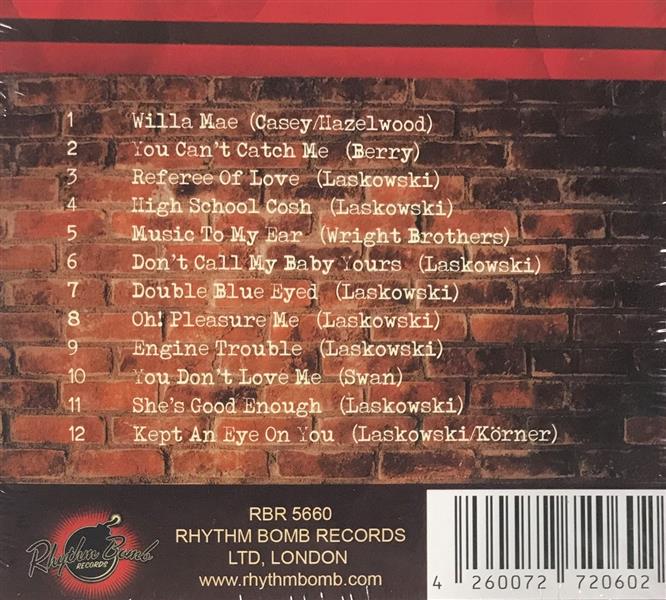 1 Willa Mae (Casey/Hazelwood)
2 You Can't Catch Me (Berry)
3 Referee Of Love (Laskowski)
4 High School Cosh (Laskowski)
5 Music To My Ear (Wright Brothers)
6 Don't Call My Baby Yours (Laskowski)
7 Double Blue Eyed (Laskowski)
8 Oh! Pleasure Me (Laskowski)
9 Engine Trouble (Laskowski)
10 You Don't Love Me (Swan)
11 She's Good Enough (Laskowski)
12 Kept An Eye On You (Laskowski/Körner)
Rhythm Bomb
RECORDS
RBR 5660
RHYTHM BOMB RECORDS
LTD, LONDON
www.rhythmbomb.com
4 260072 720602